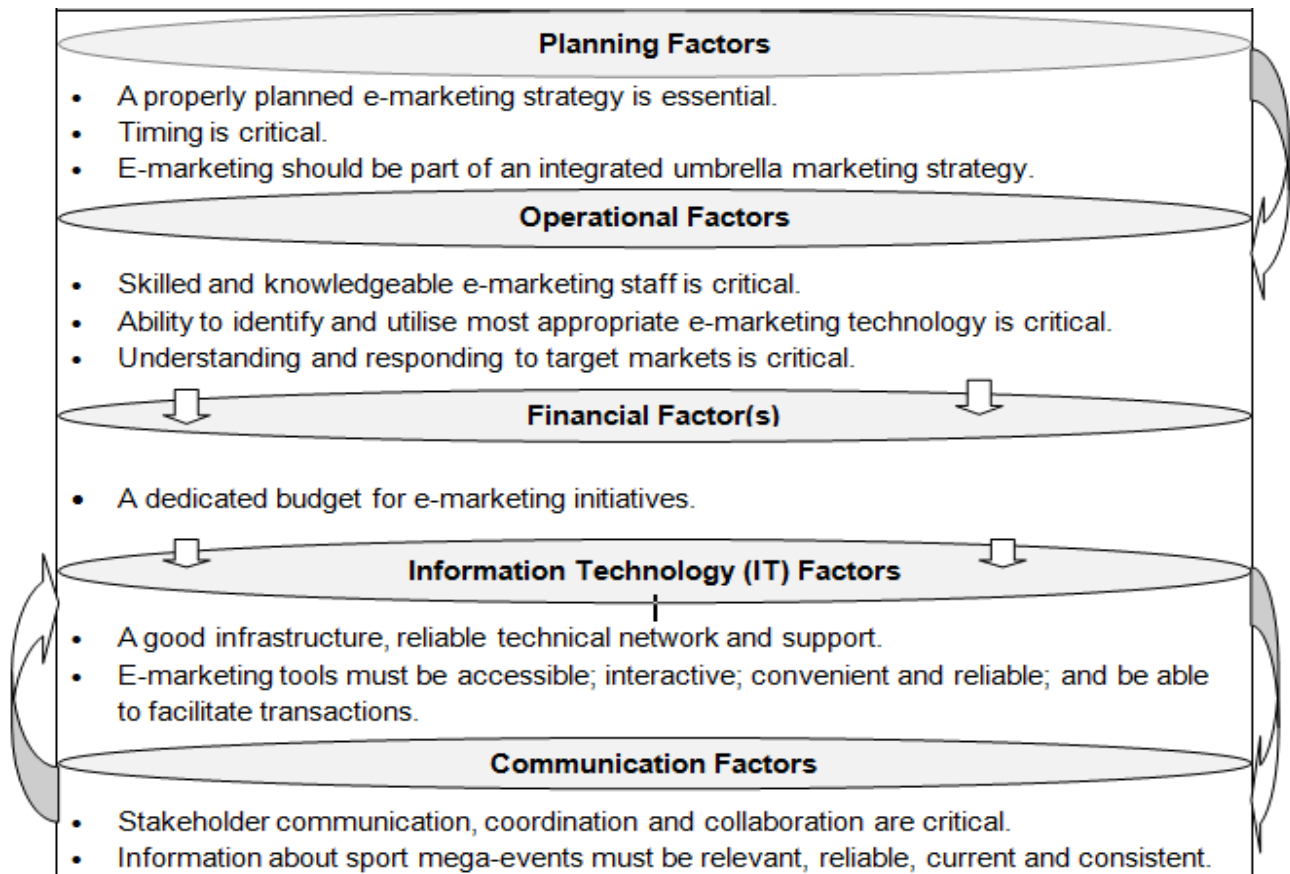 Planning Factors
• A properly planned e-marketing strategy is essential.
• Timing is critical.
• E-marketing should be part of an integrated umbrella marketing strategy.
Operational Factors
• Skilled and knowledgeable e-marketing staff is critical.
• Ability to identify and utilise most appropriate e-marketing technology is critical.
• Understanding and responding to target markets is critical.
Financial Factor(s)
• A dedicated budget for e-marketing initiatives.
Information Technology (IT) Factors
• A good infrastructure, reliable technical network and support.
• E-marketing tools must be accessible; interactive; convenient and reliable; and be able
to facilitate transactions.
Communication Factors
• Stakeholder communication, coordination and collaboration are critical.
• Information about sport mega-events must be relevant, reliable, current and consistent.